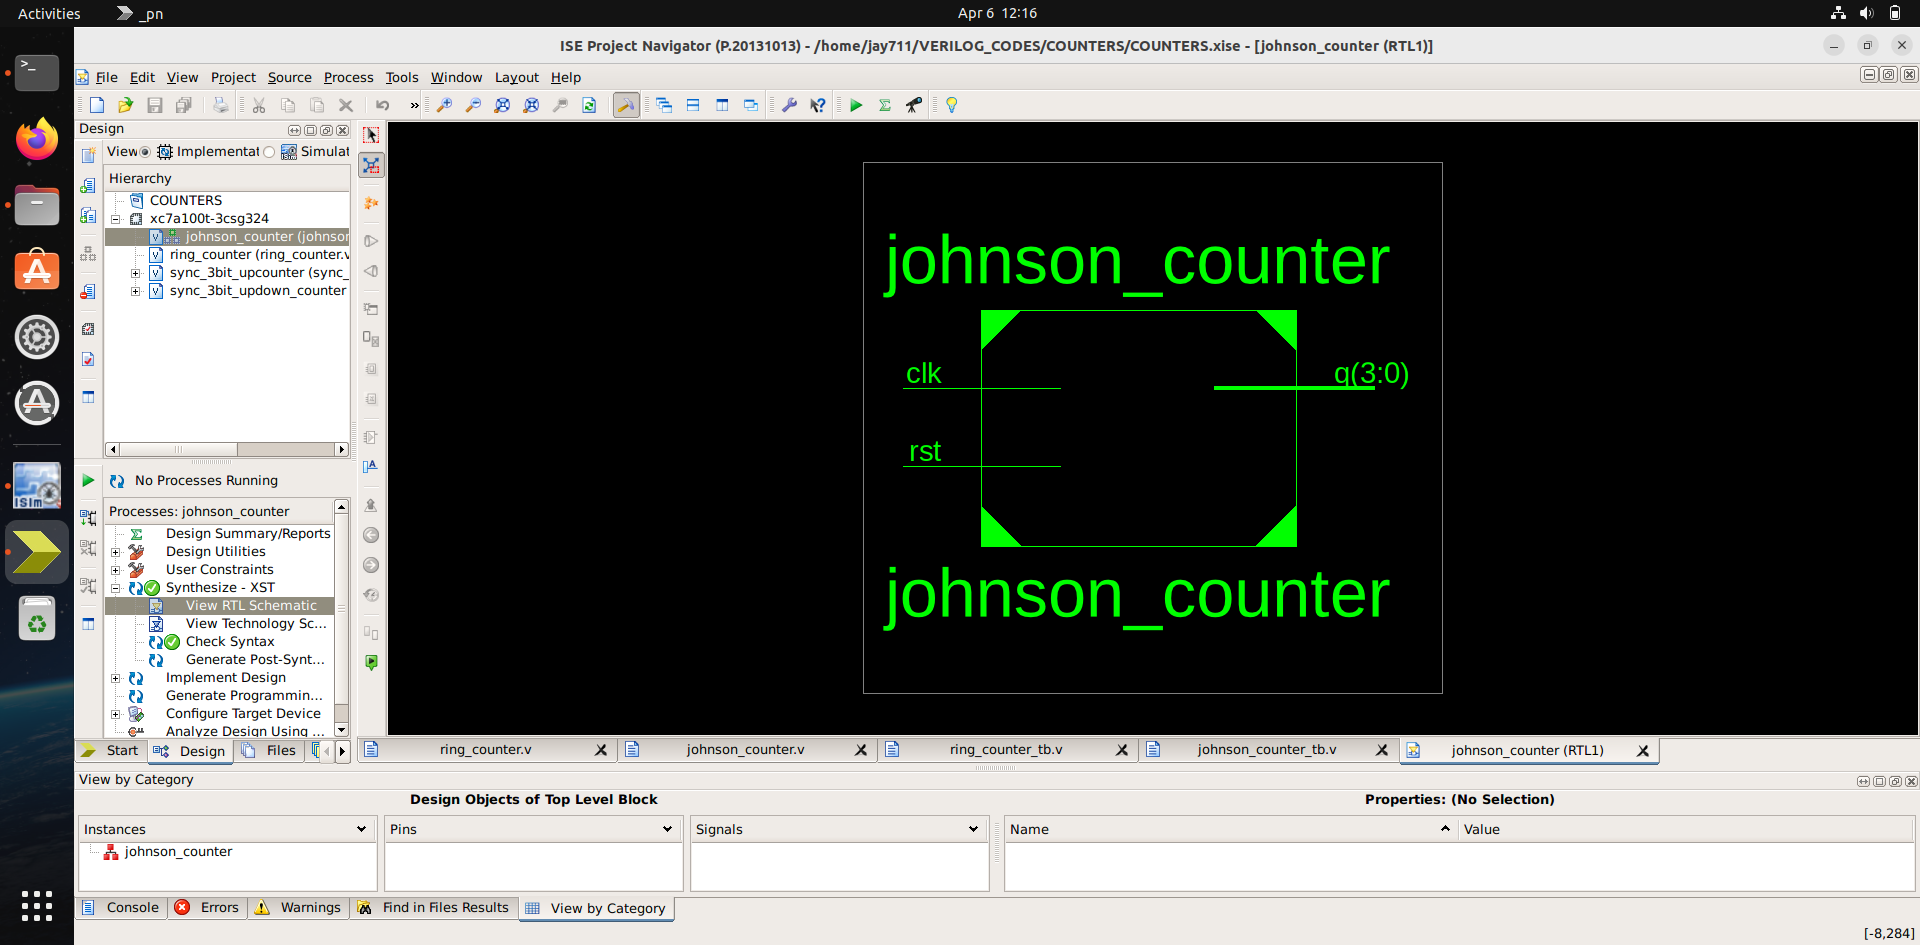 Activities
_pn
Apr 6 12:16
ISE Project Navigator (P.20131013) - /home/jay711/VERILOG_CODES/COUNTERS/COUNTERS.xise - [johnson_counter (RTL1)]
File Edit View Project Source Process Tools Window Layout Help
»
Design
View Implementat Simulat
Hierarchy
COUNTERS
xc7a100t-3csg324
johnson_counter (johnson
ring_counter (ring_counter.v
sync_3bit_upcounter (sync_
sync_3bit_updown_counter
No Processes Running
Processes: johnson_counter
Design Summary/Reports
Design Utilities
User Constraints
Synthesize - XST
View RTL Schematic
View Technology Sc...
Check Syntax
Generate Post-Synt...
Implement Design
Generate Programmin...
Configure Target Device
Analyze Design Using ...
Start Design Files
johnson_counter
clk
q(3:0)
rst
johnson_counter
ISim
ring_counter.v johnson_counter.v ring_counter_tb.v johnson_counter_tb.v johnson_counter (RTL1)
View by Category
Design Objects of Top Level Block
Properties: (No Selection)
Instances Pins Signals Name Value
johnson_counter
Console Errors Warnings Find in Files Results View by Category
[-8,284]